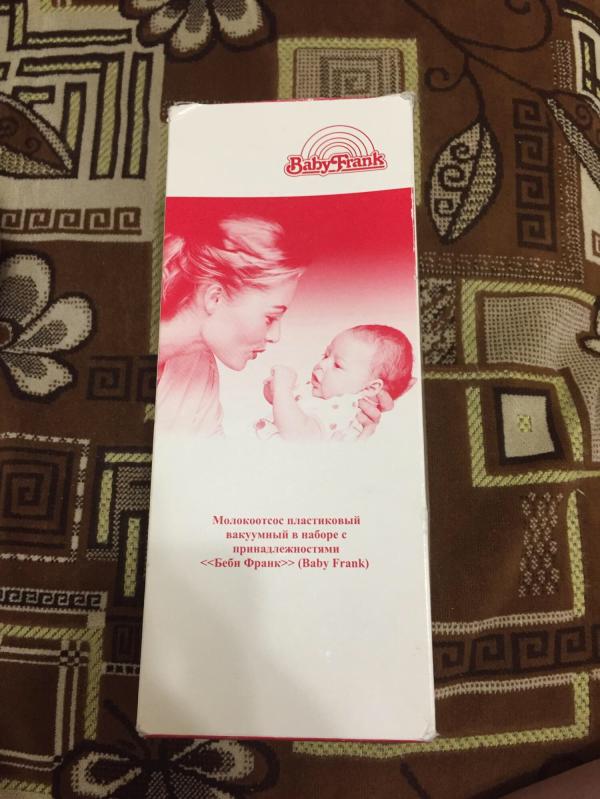 Baby Frank
Молокоотсос пластиковый
вакуумный в наборе с
принадлежностями
<<Беби Франк>> (Baby Frank)